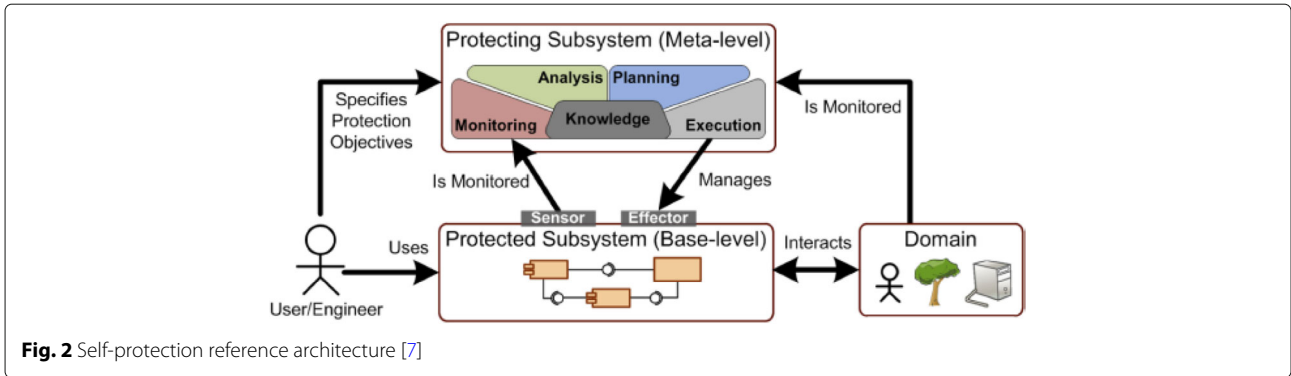 Protecting Subsystem (Meta-level)
Analysis
Planning
Monitoring
Knowledge
Execution
Specifies
Protection
Objectives
Is Monitored
Is Monitored
Manages
Sensor
Effector
Protected Subsystem (Base-level)
Uses
Interacts
Domain
User/Engineer
Fig. 2 Self-protection reference architecture [7]